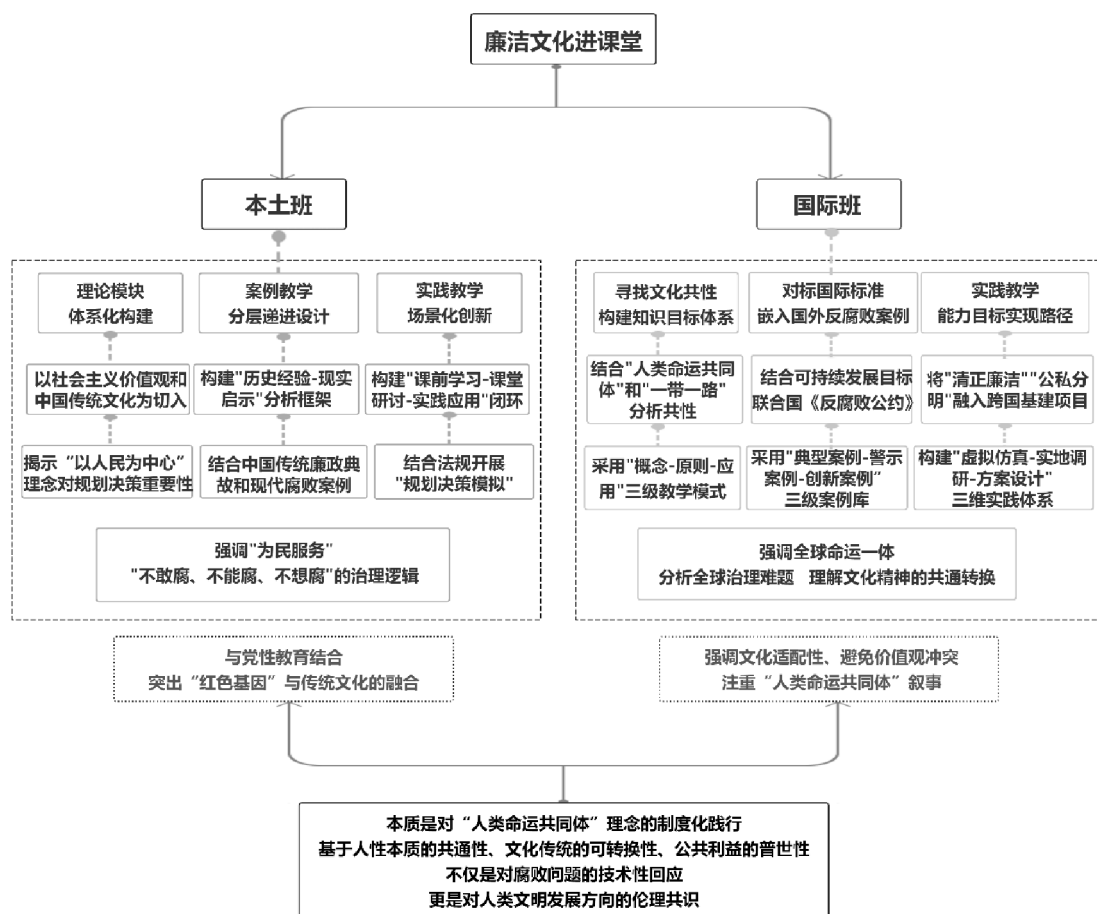 廉洁文化进课堂
本土班
国际班
理论模块
体系化构建
案例教学
分层递进设计
实践教学
场景化创新
以社会主义价值观和
中国传统文化为切入
构建"历史经验-现实
启示"分析框架
构建"课前学习-课堂
研讨-实践应用"闭环
揭示“以人民为中心”
理念对规划决策重要性
结合中国传统廉政典
故和现代腐败案例
结合法规开展
"规划决策模拟"
强调"为民服务"
"不敢腐、不能腐、不想腐"的治理逻辑
寻找文化共性
构建知识目标体系
对标国际标准
嵌入国外反腐败案例
实践教学
能力目标实现路径
结合"人类命运共同
体"和"一带一路"
分析共性
结合可持续发展目标
联合国《反腐败公约》
将"清正廉洁""公私分
明"融入跨国基建项目
采用"概念-原则-应
用"三级教学模式
采用"典型案例-警示
案例-创新案例"
三级案例库
构建"虚拟仿真-实地调
研-方案设计"
三维实践体系
强调全球命运一体
分析全球治理难题 理解文化精神的共通转换
与党性教育结合
突出“红色基因”与传统文化的融合
强调文化适配性、避免价值观冲突
注重“人类命运共同体”叙事
本质是对“人类命运共同体”理念的制度化践行
基于人性本质的共通性、文化传统的可转换性、公共利益的普世性
不仅是对腐败问题的技术性回应
更是对人类文明发展方向的伦理共识